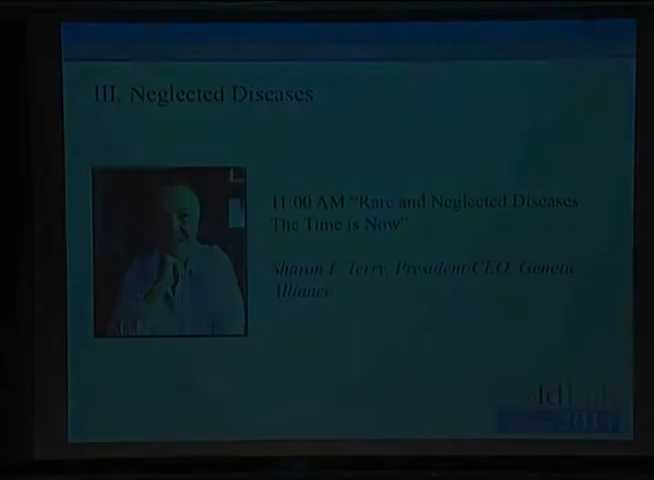 III. Neglected Diseases
11:00 AM "Rare and Neglected Diseases
The Time is Now"
Sharon F. Terry, President/CEO, Genetic
Alliance
2011